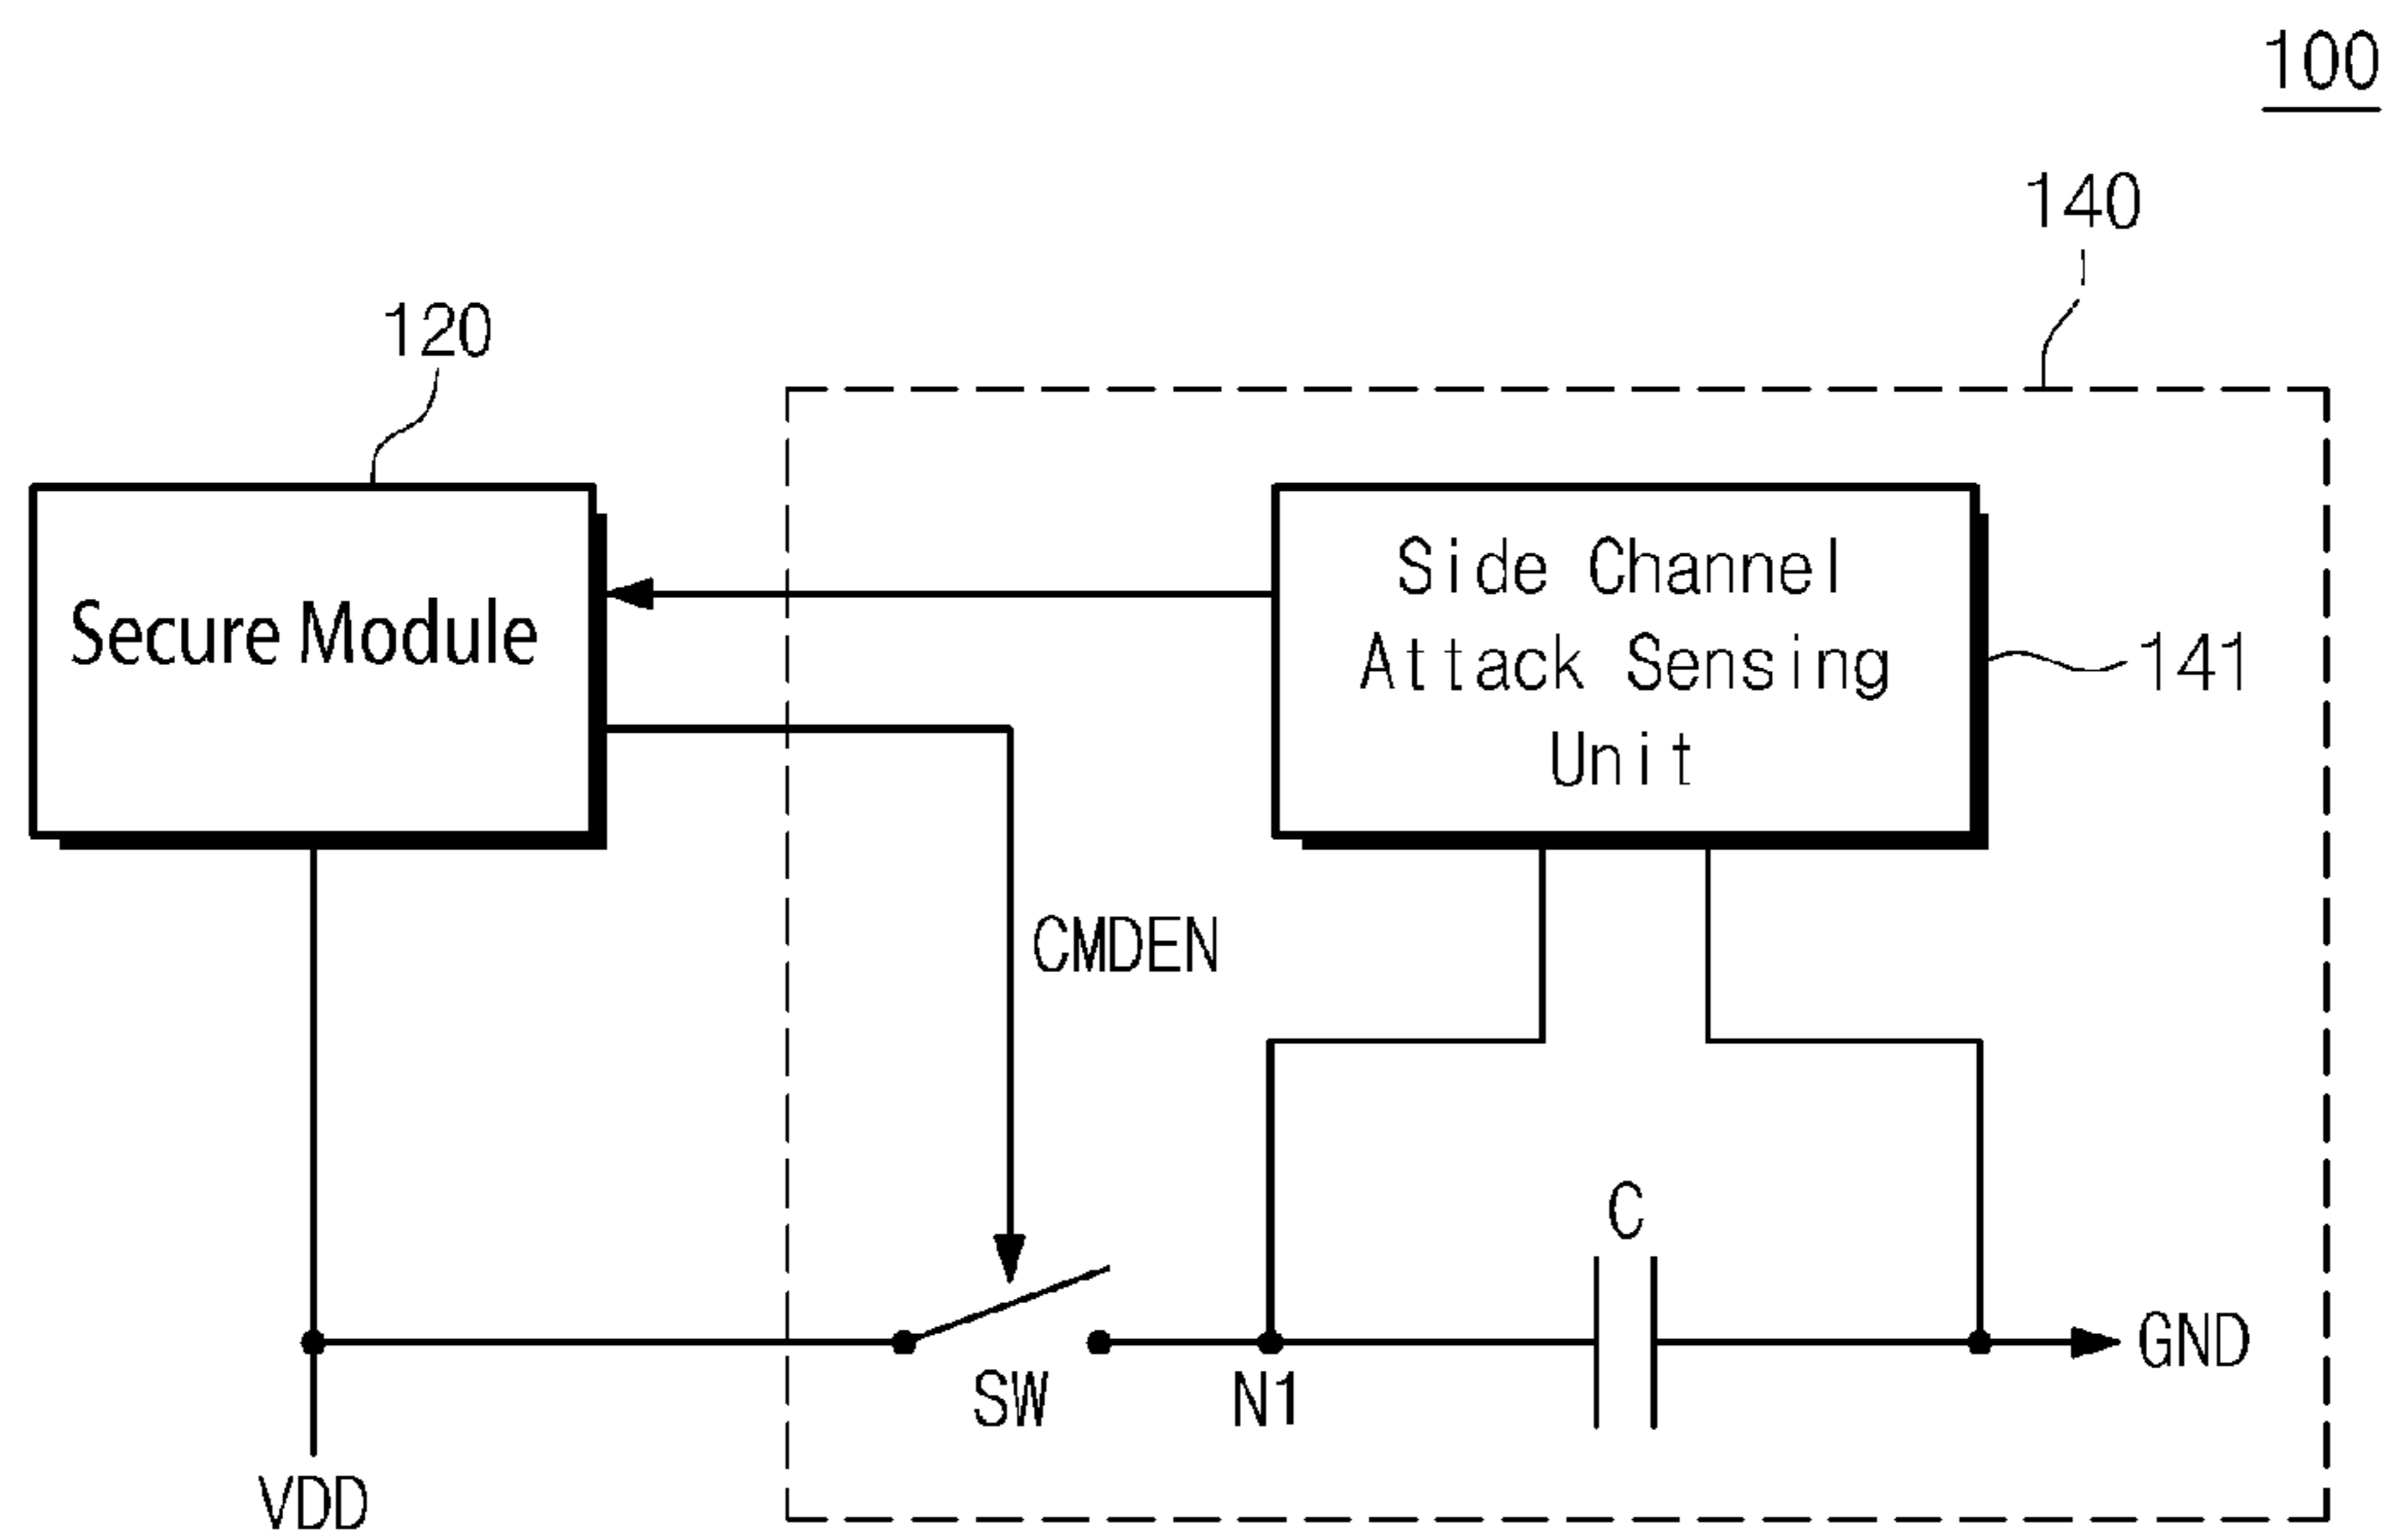 100
140
120
Secure Module
Side Channel
Attack Sensing
Unit
141
CMDEN
C
SW
N1
GND
VDD